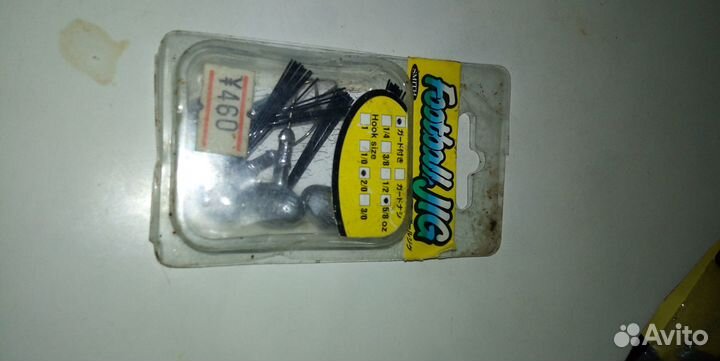 SMITH
Football JIG
ガード付き ガードナシ
1/4 3/8 1/2 5/8 oz
Hook size
1 1/0 2/0 3/0
¥460
Avito